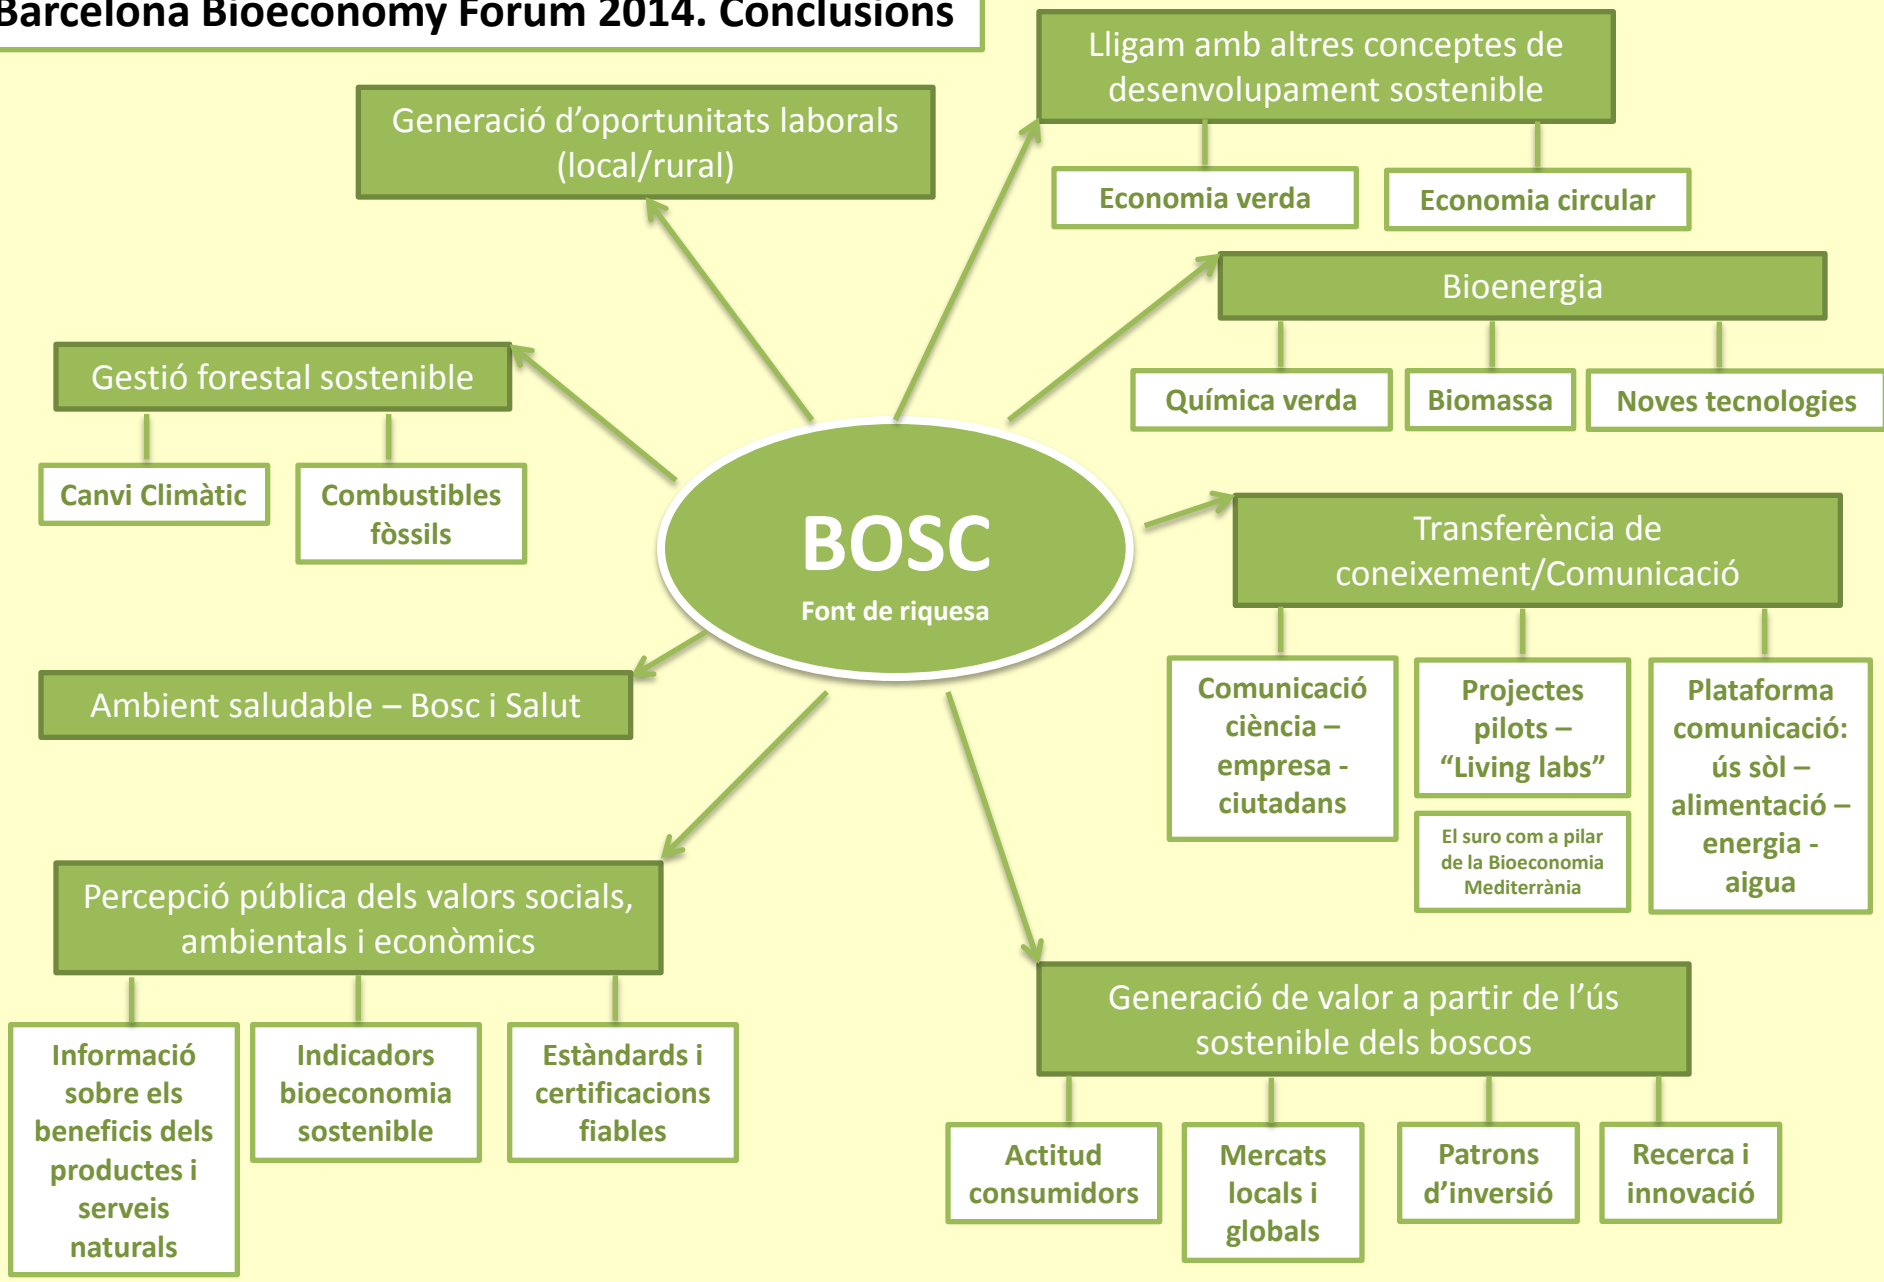 Barcelona Bioeconomy Forum 2014. Conclusions
Lligam amb altres conceptes de
desenvolupament sostenible
Economia verda
Economia circular
Generació d’oportunitats laborals
(local/rural)
Bioenergia
Química verda
Biomassa
Noves tecnologies
Gestió forestal sostenible
Canvi Climàtic
Combustibles
fòssils
BOSC
Font de riquesa
Transferència de
coneixement/Comunicació
Comunicació
ciència –
empresa -
ciutadans
Projectes
pilots –
“Living labs”
El suro com a pilar
de la Bioeconomia
Mediterrània
Plataforma
comunicació:
ús sòl –
alimentació –
energia -
aigua
Ambient saludable – Bosc i Salut
Percepció pública dels valors socials,
ambientals i econòmics
Informació
sobre els
beneficis dels
productes i
serveis
naturals
Indicadors
bioeconomia
sostenible
Estàndards i
certificacions
fiables
Generació de valor a partir de l’ús
sostenible dels boscos
Actitud
consumidors
Mercats
locals i
globals
Patrons
d’inversió
Recerca i
innovació